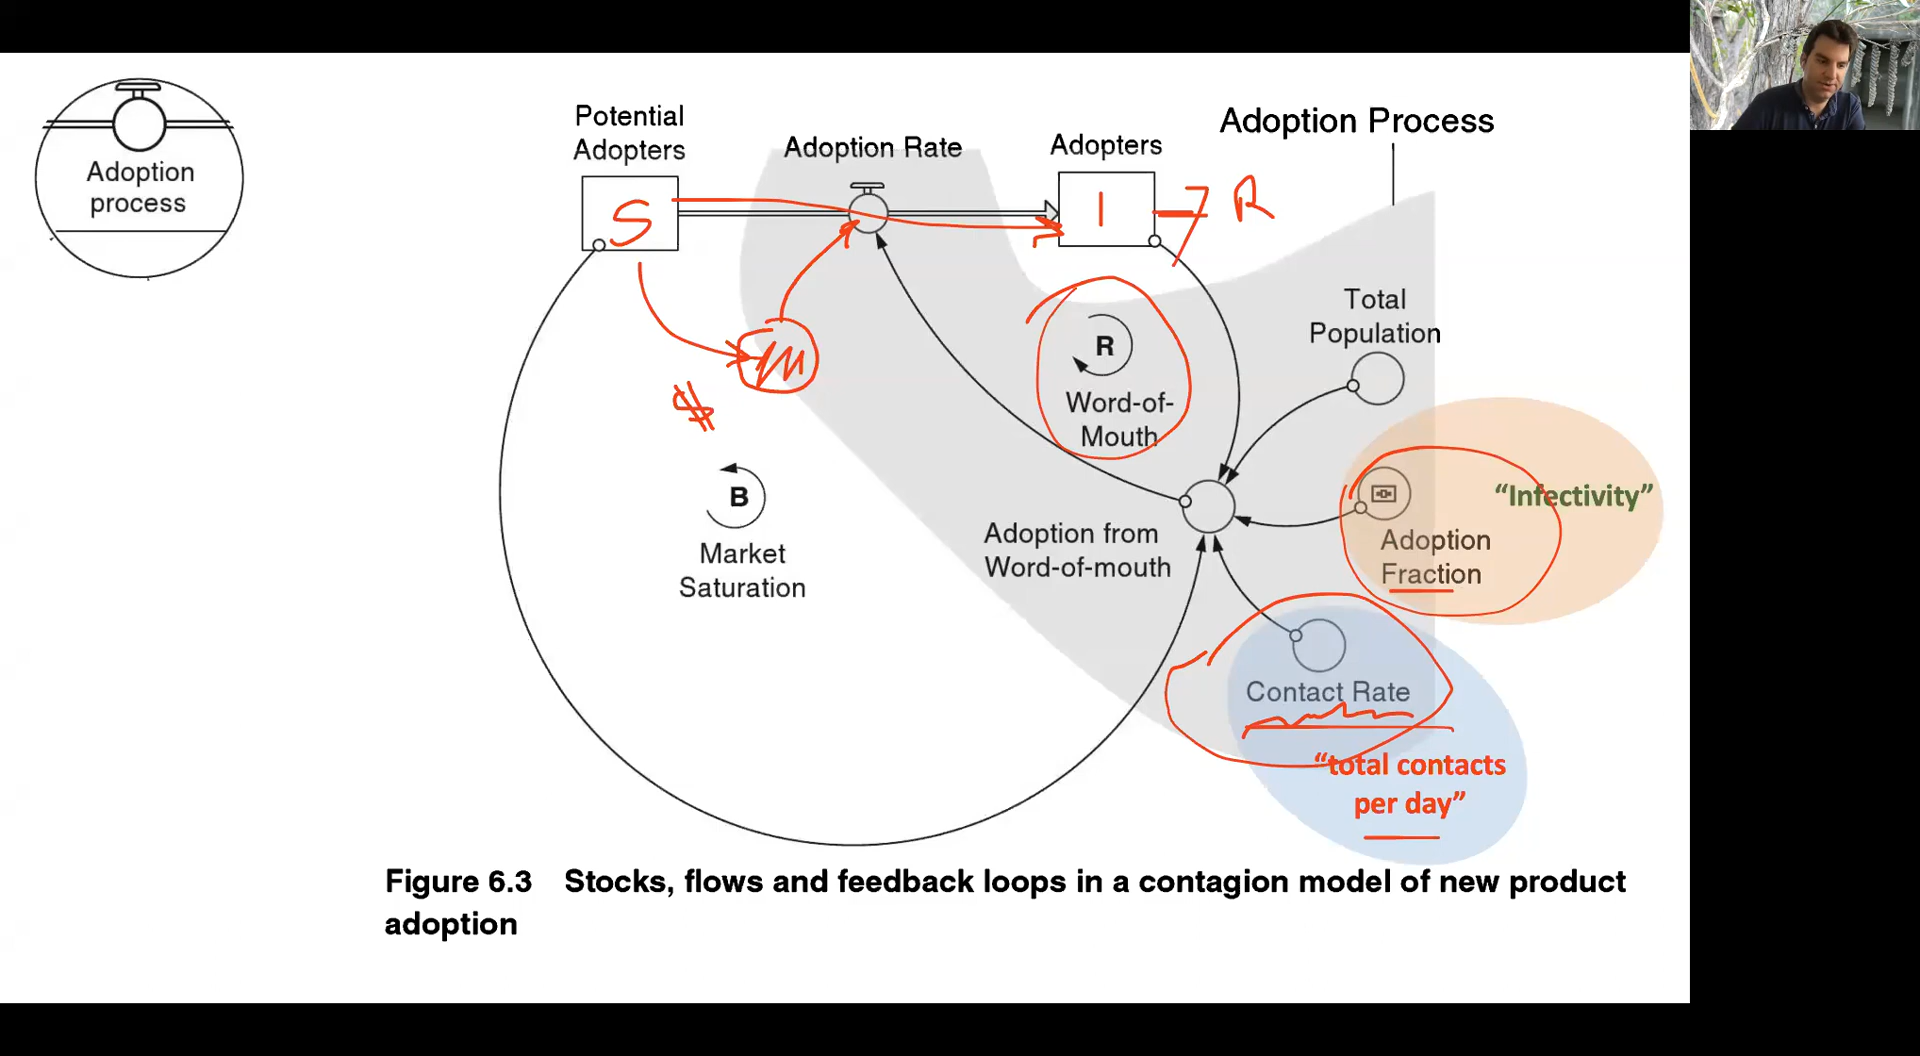 Adoption
process
Potential
Adopters
Adoption Rate
Adopters
Adoption Process
S
I
R
Total
Population
R
Word-of-
Mouth
$
B
Market
Saturation
Adoption from
Word-of-mouth
“Infectivity”
Adoption
Fraction
Contact Rate
“total contacts
per day”
Figure 6.3 Stocks, flows and feedback loops in a contagion model of new product
adoption